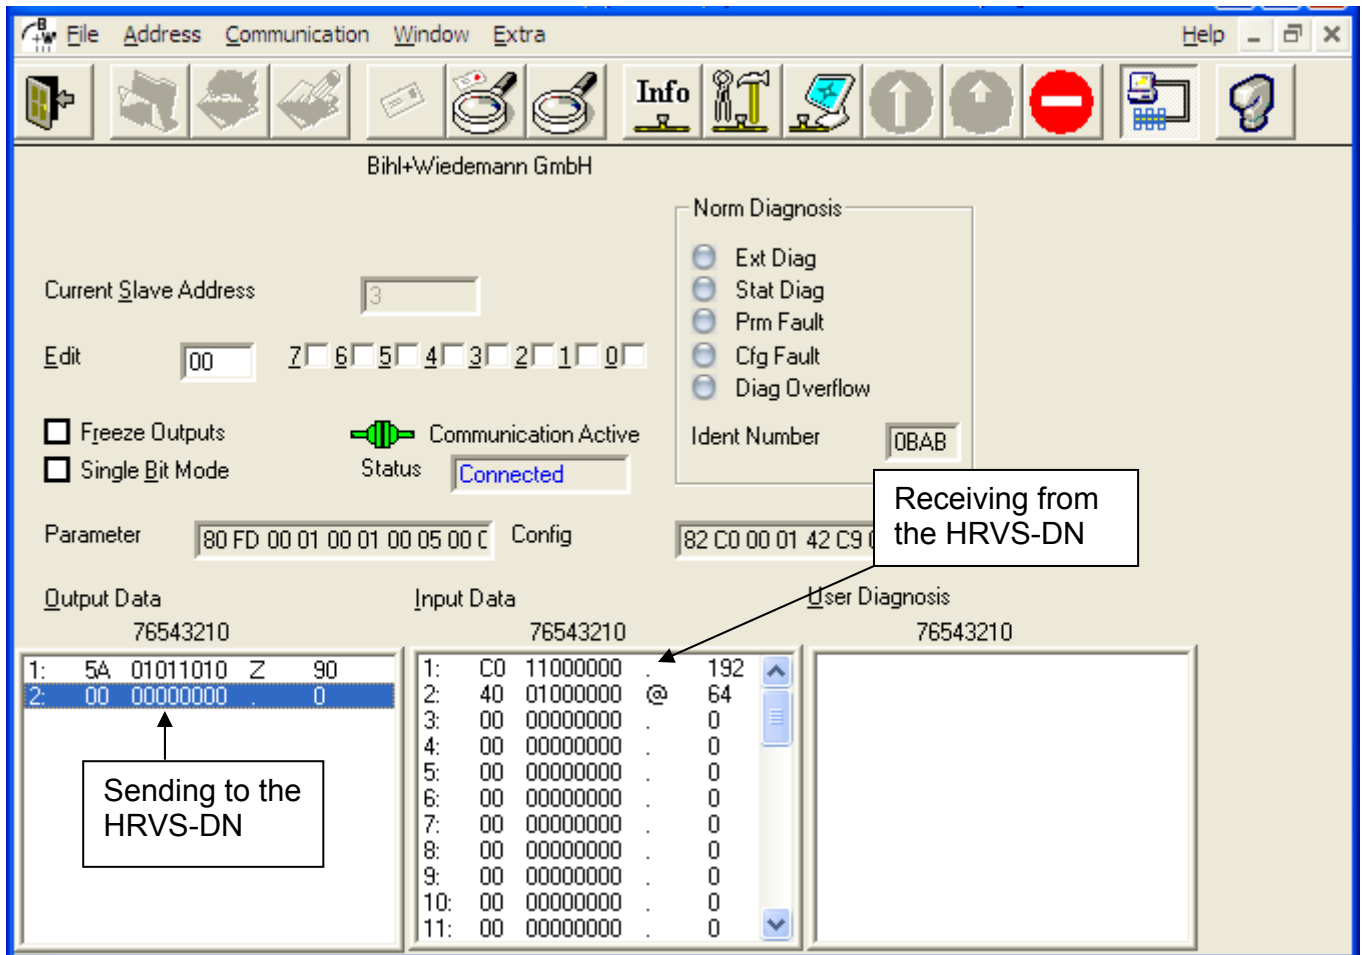 File Address Communication Window Extra Help
Info
Bihl+Wiedemann GmbH
Norm Diagnosis
Ext Diag
Current Slave Address 3 Stat Diag
Prm Fault
Edit 00 7 6 5 4 3 2 1 0 Cfg Fault
Diag Overflow
Freeze Outputs Communication Active Ident Number 0BAB
Single Bit Mode Status Connected
Receiving from
the HRVS-DN
Parameter 80 FD 00 01 00 01 00 05 00 Config 82 C0 00 01 42 C9
Output Data Input Data User Diagnosis
76543210 76543210 76543210
1: 5A 01011010 Z 90
2: 00 00000000 . 0
Sending to the
HRVS-DN
1: C0 11000000 . 192
2: 40 01000000 @ 64
3: 00 00000000 . 0
4: 00 00000000 . 0
5: 00 00000000 . 0
6: 00 00000000 . 0
7: 00 00000000 . 0
8: 00 00000000 . 0
9: 00 00000000 . 0
10: 00 00000000 . 0
11: 00 00000000 . 0